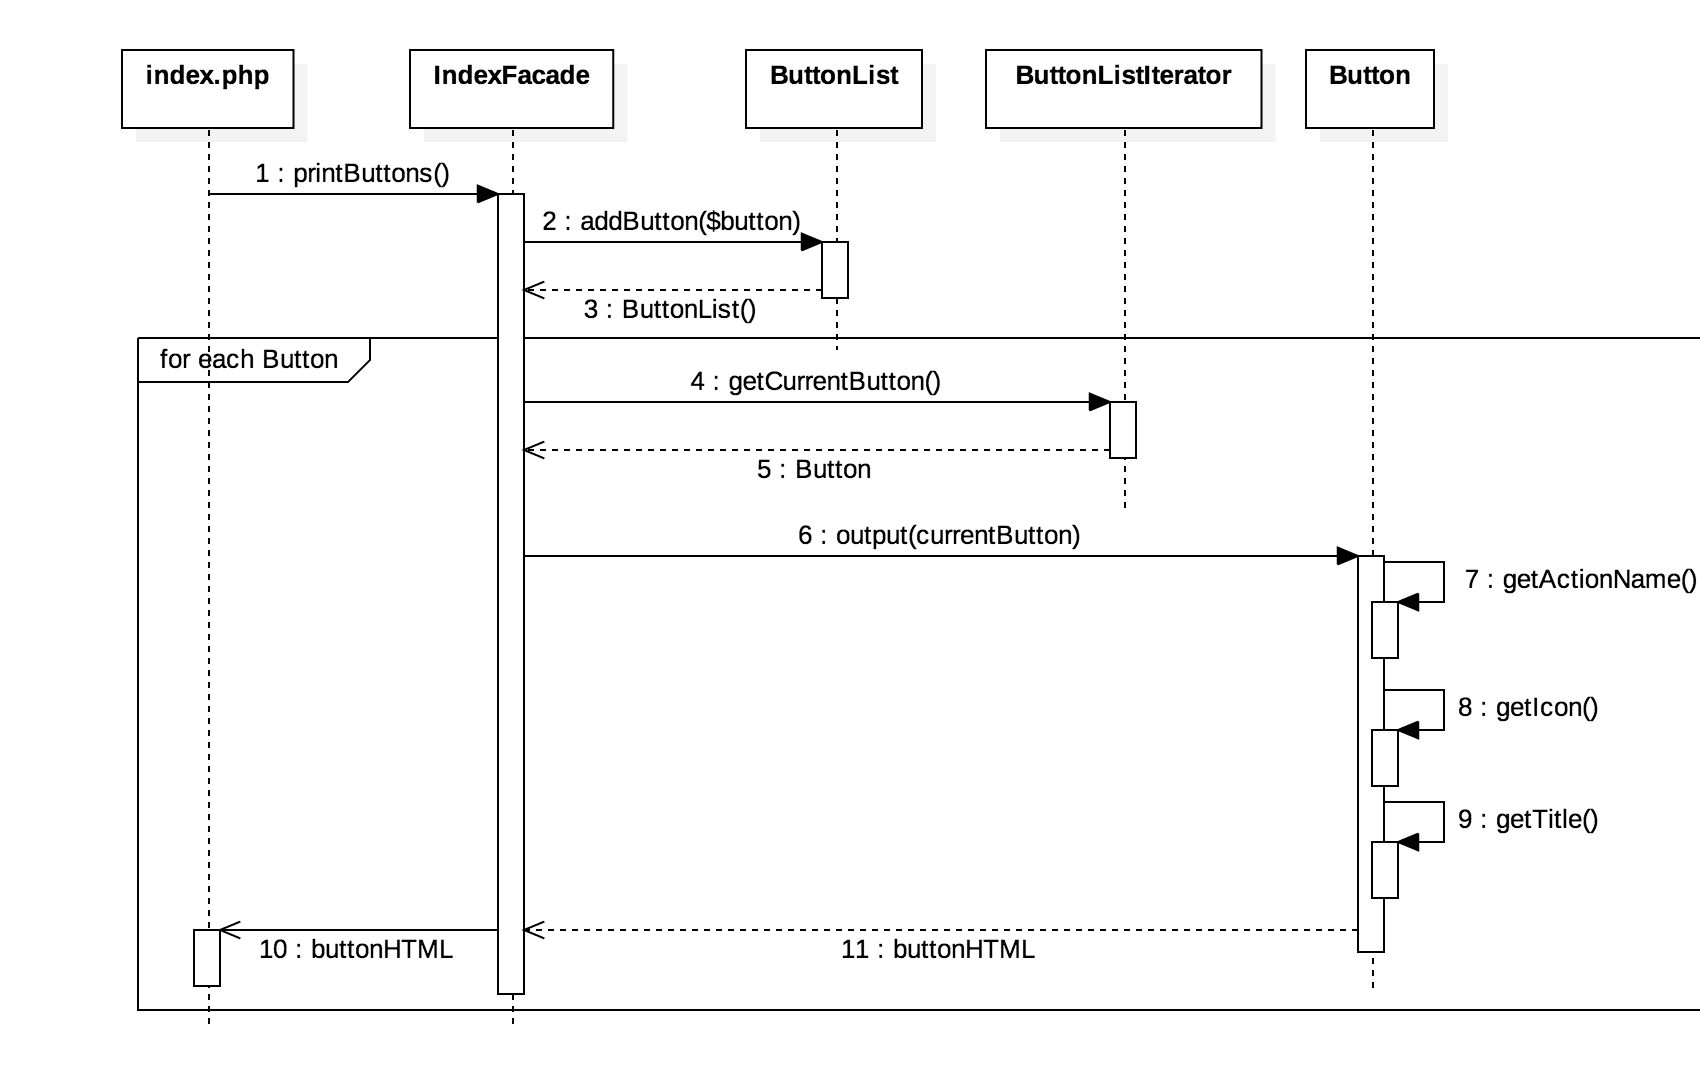 index.php
IndexFacade
ButtonList
ButtonListIterator
Button
1 : printButtons()
2 : addButton($button)
3 : ButtonList()
for each Button
4 : getCurrentButton()
5 : Button
6 : output(currentButton)
7 : getActionName()
8 : getIcon()
9 : getTitle()
10 : buttonHTML
11 : buttonHTML